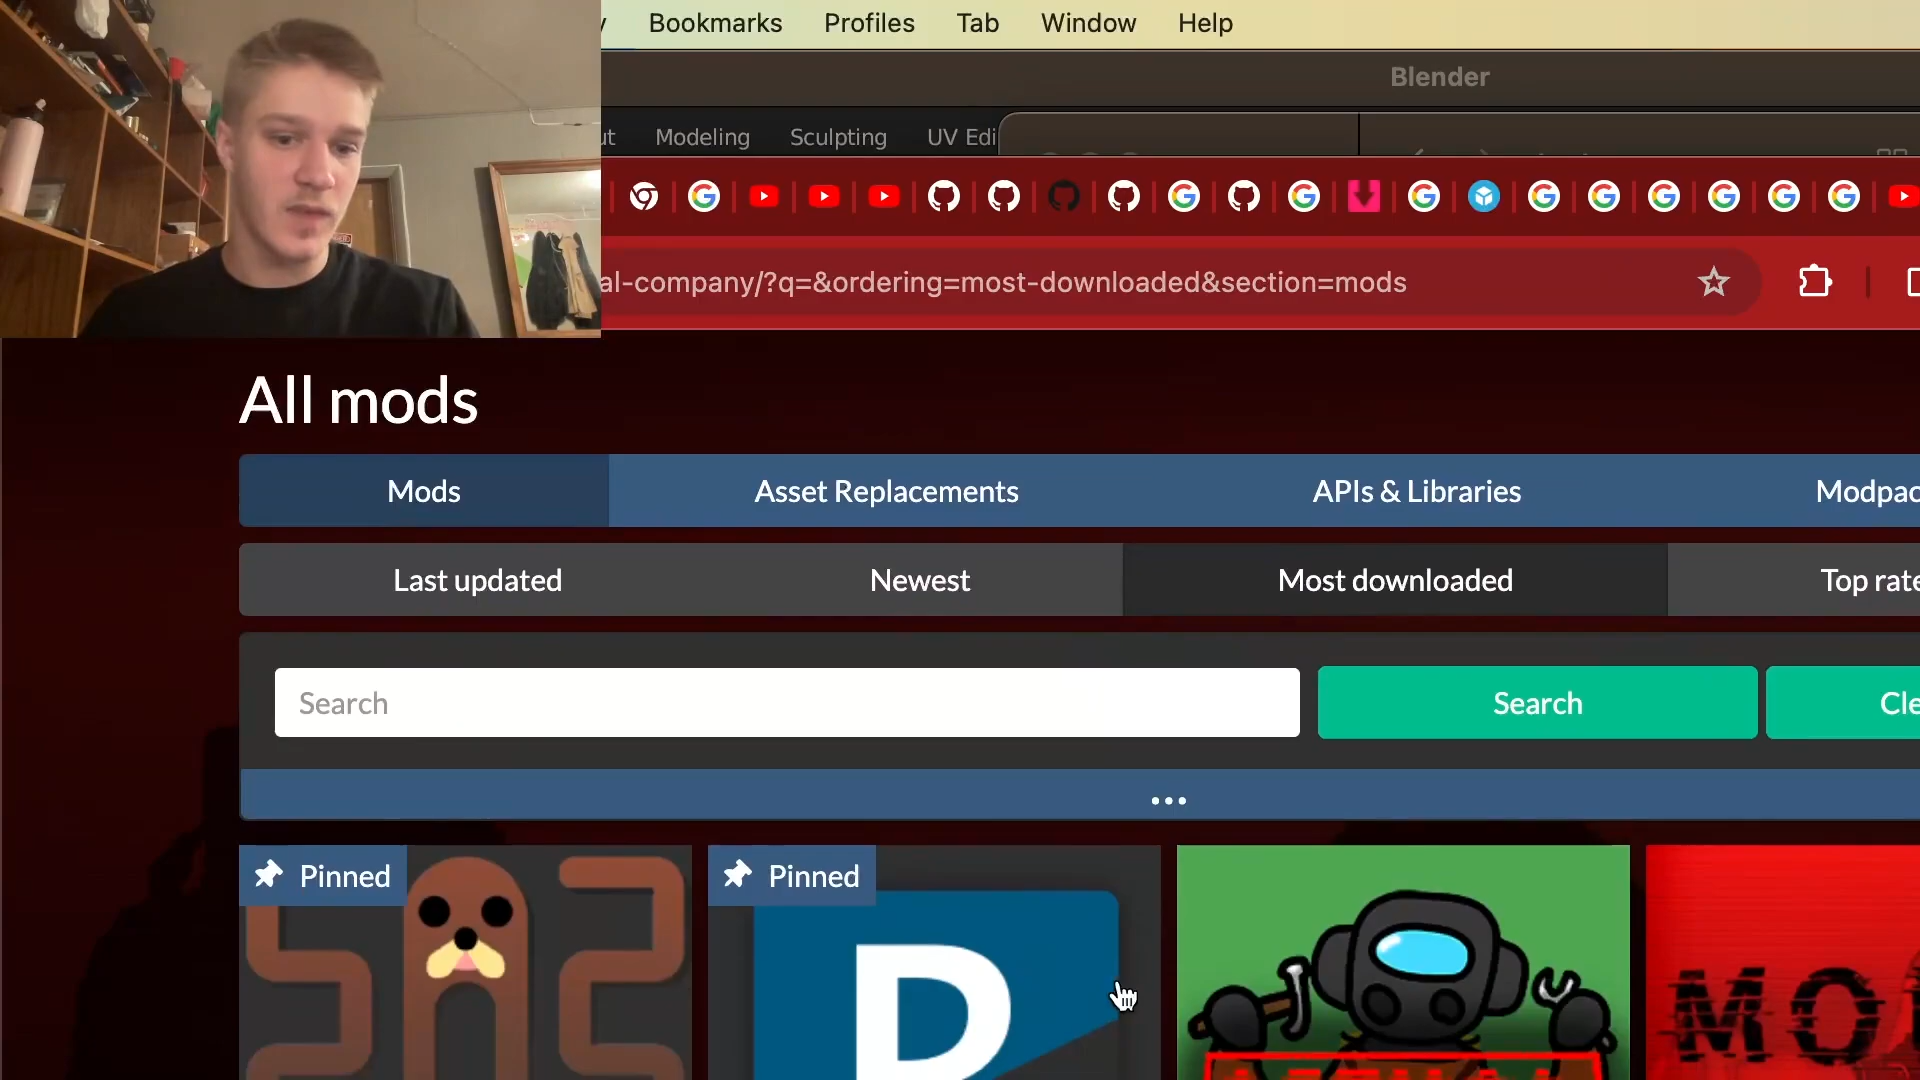 Bookmarks Profiles Tab Window Help
Blender
Modeling Sculpting UV Edi
al-company/?q=&ordering=most-downloaded&section=mods
All mods
Mods Asset Replacements APIs & Libraries Modpac
Last updated Newest Most downloaded Top rate
Search Search Cle
...
Pinned Pinned
MO